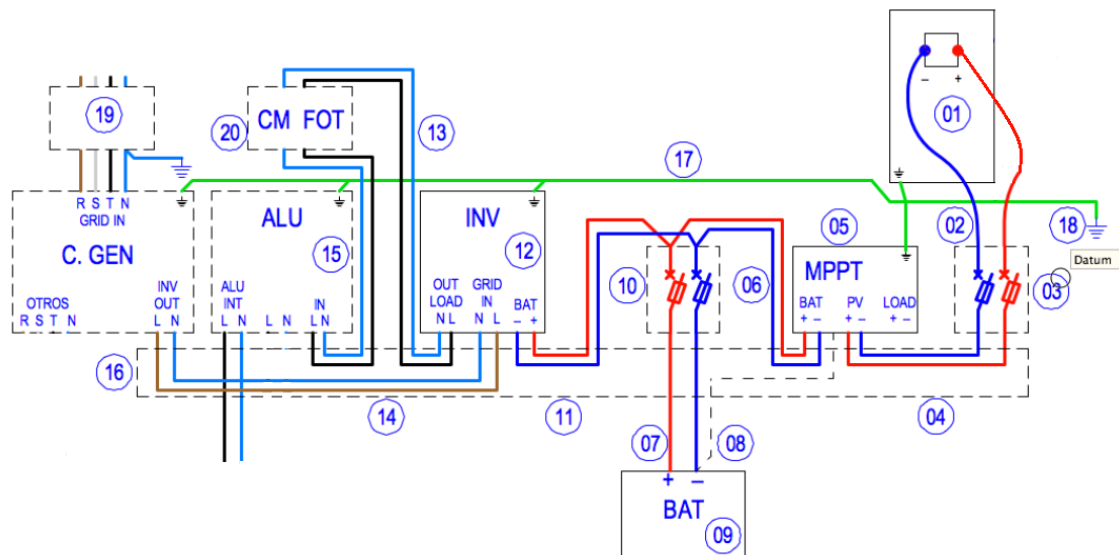 01
− +
19
20
CM FOT
13
17
R S T N
GRID IN
C. GEN
ALU
15
INV
12
10
06
05
MPPT
02
18
Datum
03
OTROS
R S T N
INV
OUT
L N
ALU
INT
L N
L N
IN
L N
OUT
LOAD
N L
GRID
IN
N L
BAT
− +
BAT
+ −
PV
+ −
LOAD
+ −
16
14
11
04
07
08
+ −
BAT
09